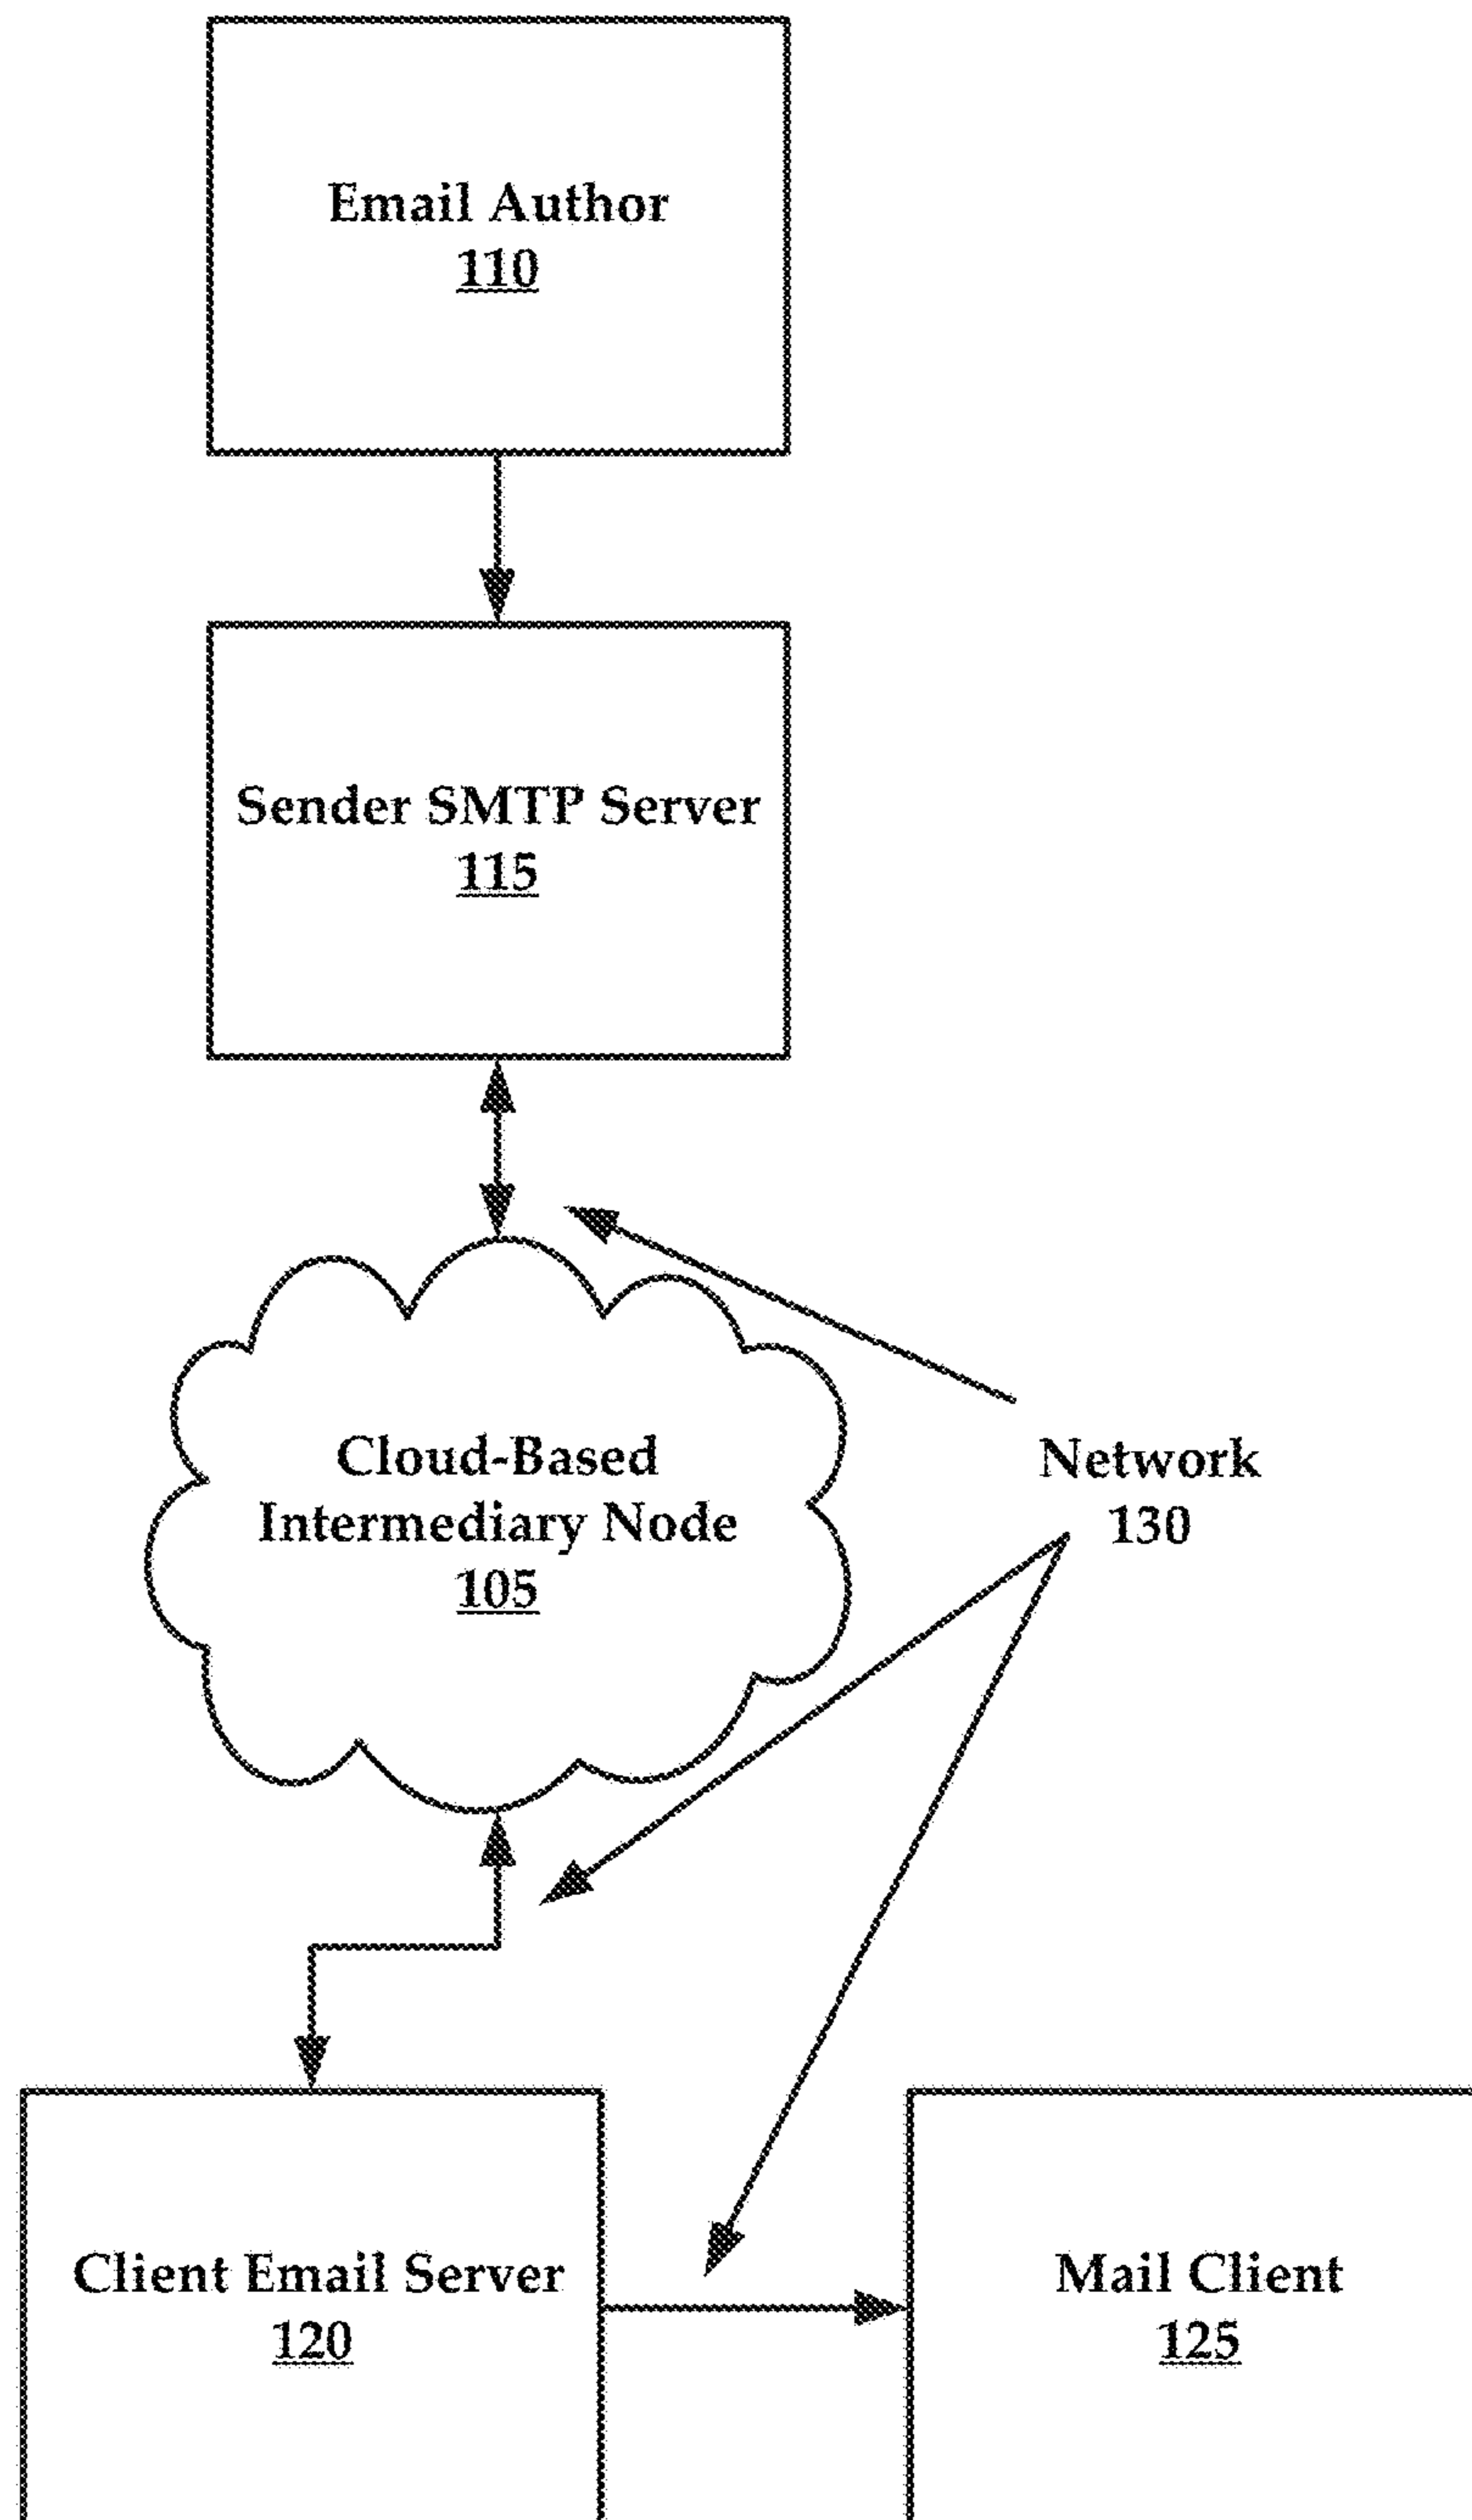 Email Author
110
Sender SMTP Server
115
Cloud-Based
Intermediary Node
105
Network
130
Client Email Server
120
Mail Client
125